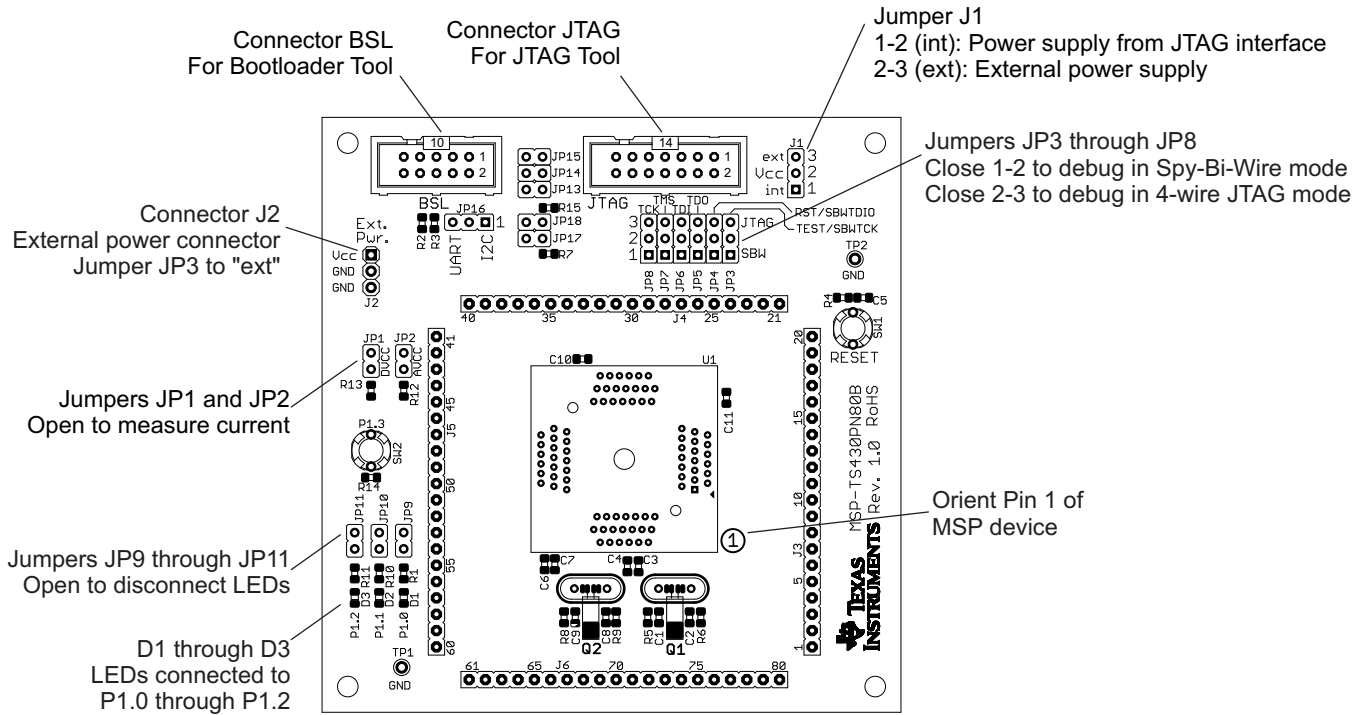 Connector BSL
For Bootloader Tool
Connector JTAG
For JTAG Tool
Jumper J1
1-2 (int): Power supply from JTAG interface
2-3 (ext): External power supply
Jumpers JP3 through JP8
Close 1-2 to debug in Spy-Bi-Wire mode
Close 2-3 to debug in 4-wire JTAG mode
Connector J2
External power connector
Jumper JP3 to "ext"
Jumpers JP1 and JP2
Open to measure current
Jumpers JP9 through JP11
Open to disconnect LEDs
D1 through D3
LEDs connected to
P1.0 through P1.2
Orient Pin 1 of
MSP device
10
1
2
BSL
14
1
2
JTAG
JP15
JP14
JP13
R15
JP18
JP17
R7
J1
ext 3
Vcc 2
int 1
TMS TDO
TCK TDI
RST/SBWTDIO
TEST/SBWTCK
3
2
1
JTAG
SBW
JP8
JP7
JP6
JP5
JP4
JP3
R2
R3
JP16
1
UART
I2C
Ext.
Pwr.
Vcc
GND
GND
J2
TP2
GND
R4
C5
SW1
RESET
40
35
30
J4
25
21
JP1
JP2
DVCC
AVCC
R13
R12
P1.3
SW2
R14
41
45
J5
50
55
60
C10
U1
C11
1
20
15
10
J3
5
1
MSP-TS430PN80B
Rev. 1.0 RoHS
TEXAS
INSTRUMENTS
JP11
JP10
JP9
R11
R10
R1
D3
D2
D1
P1.2
P1.1
P1.0
TP1
GND
C6
C7
C4
C3
R8
C9
C8
R9
Q2
R5
C1
C2
R6
Q1
61
65
J6
70
75
80